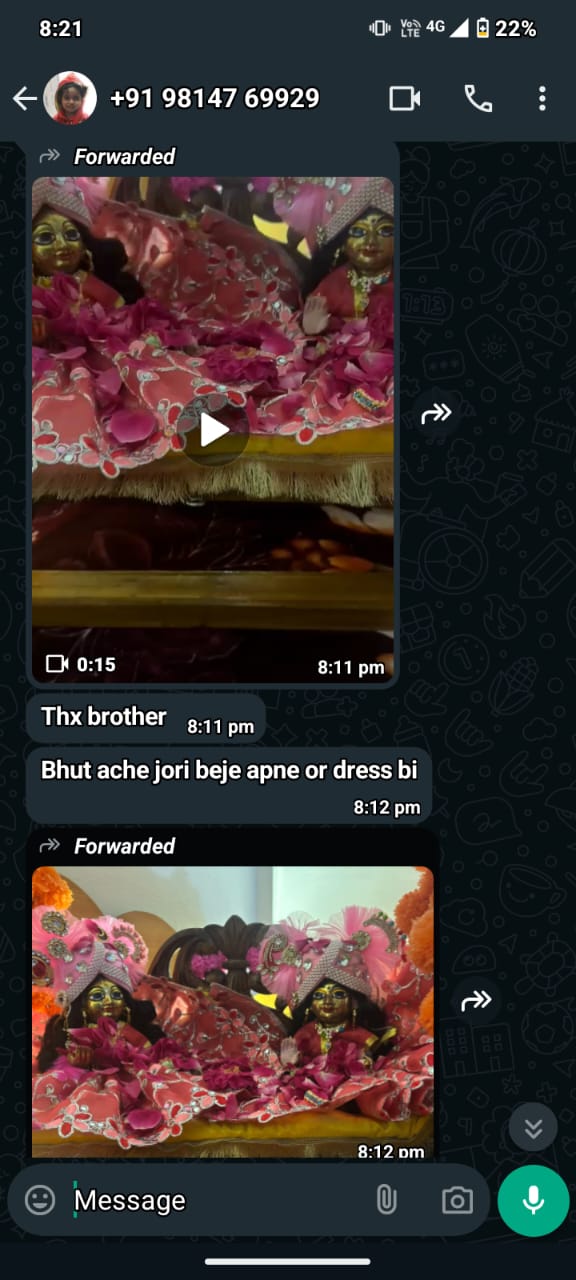 8:21
Vo LTE 4G 22%
+91 98147 69929
Forwarded
0:15
8:11 pm
Thx brother
8:11 pm
Bhut ache jori beje apne or dress bi
8:12 pm
Forwarded
8:12 pm
Message